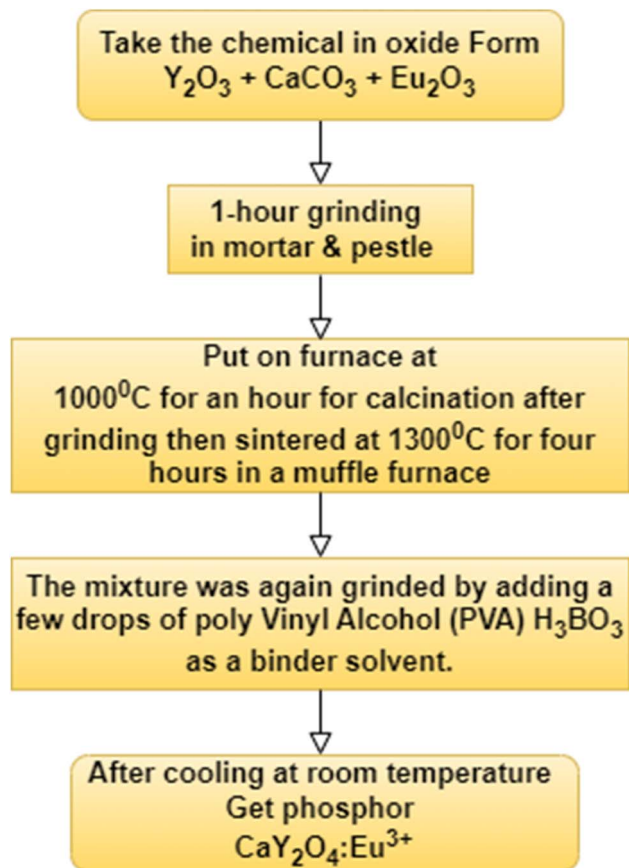 Take the chemical in oxide Form
Y₂O₃ + CaCO₃ + Eu₂O₃
1-hour grinding
in mortar & pestle
Put on furnace at
1000⁰C for an hour for calcination after
grinding then sintered at 1300⁰C for four
hours in a muffle furnace
The mixture was again grinded by adding a
few drops of poly Vinyl Alcohol (PVA) H₃BO₃
as a binder solvent.
After cooling at room temperature
Get phosphor
CaY₂O₄:Eu³⁺